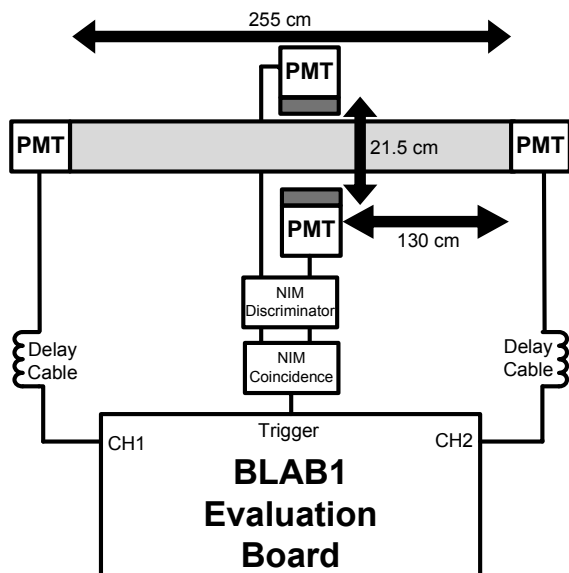 255 cm
PMT
PMT
21.5 cm
PMT
PMT
130 cm
NIM
Discriminator
Delay
Cable
NIM
Coincidence
Delay
Cable
CH1
Trigger
CH2
BLAB1
Evaluation
Board